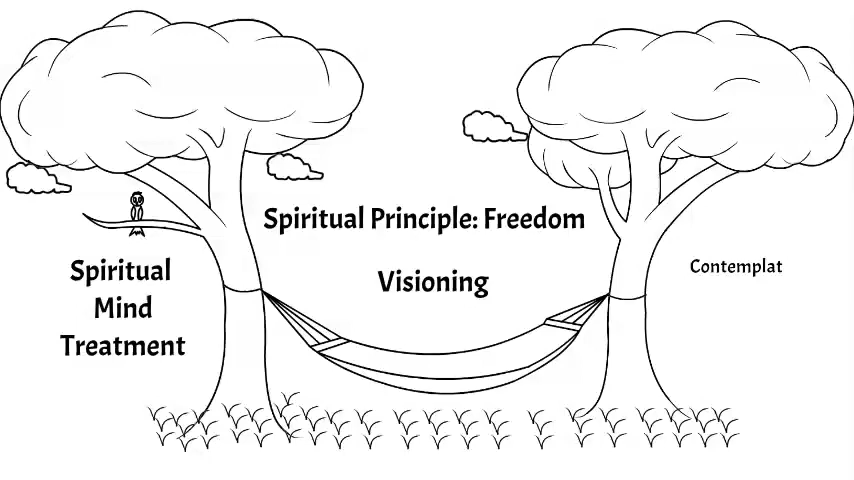 Spiritual Principle: Freedom
Visioning
Spiritual
Mind
Treatment
Contemplat